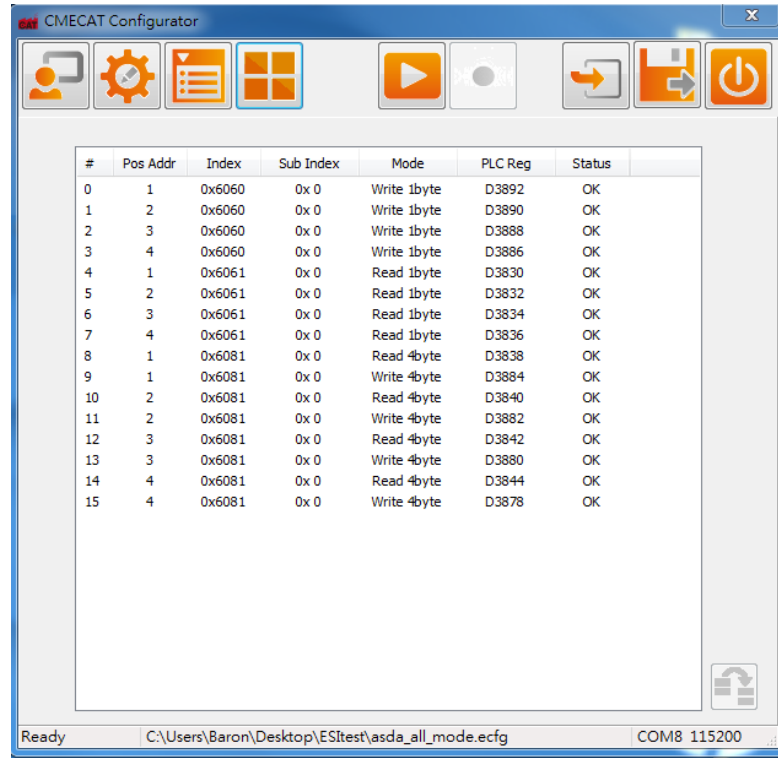 CAT CMECAT Configurator
# Pos Addr Index Sub Index Mode PLC Reg Status
0 1 0x6060 0x 0 Write 1byte D3892 OK
1 2 0x6060 0x 0 Write 1byte D3890 OK
2 3 0x6060 0x 0 Write 1byte D3888 OK
3 4 0x6060 0x 0 Write 1byte D3886 OK
4 1 0x6061 0x 0 Read 1byte D3830 OK
5 2 0x6061 0x 0 Read 1byte D3832 OK
6 3 0x6061 0x 0 Read 1byte D3834 OK
7 4 0x6061 0x 0 Read 1byte D3836 OK
8 1 0x6081 0x 0 Read 4byte D3838 OK
9 1 0x6081 0x 0 Write 4byte D3884 OK
10 2 0x6081 0x 0 Read 4byte D3840 OK
11 2 0x6081 0x 0 Write 4byte D3882 OK
12 3 0x6081 0x 0 Read 4byte D3842 OK
13 3 0x6081 0x 0 Write 4byte D3880 OK
14 4 0x6081 0x 0 Read 4byte D3844 OK
15 4 0x6081 0x 0 Write 4byte D3878 OK
Ready C:\Users\Baron\Desktop\ESItest\asda_all_mode.ecfg COM8 115200